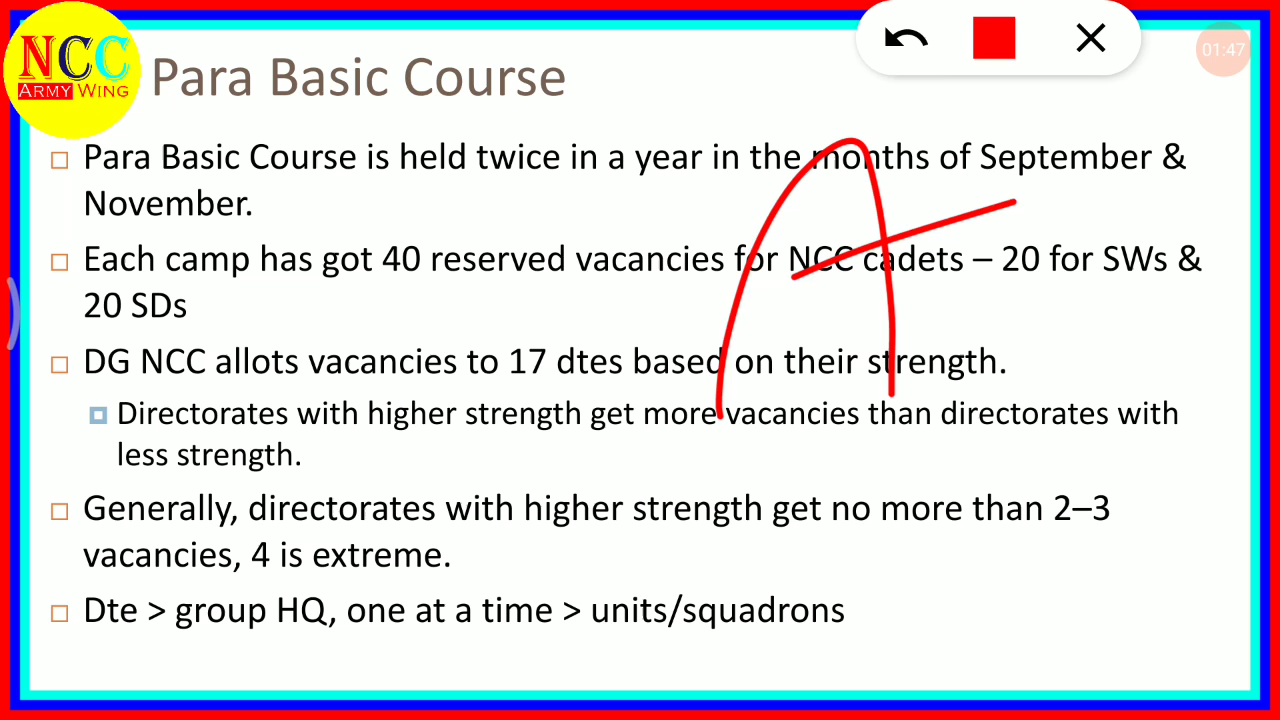 NCC
ARMY WING
Para Basic Course
01:47
Para Basic Course is held twice in a year in the months of September &
November.
Each camp has got 40 reserved vacancies for NCC cadets – 20 for SWs &
20 SDs
DG NCC allots vacancies to 17 dtes based on their strength.
Directorates with higher strength get more vacancies than directorates with
less strength.
Generally, directorates with higher strength get no more than 2–3
vacancies, 4 is extreme.
Dte > group HQ, one at a time > units/squadrons
A